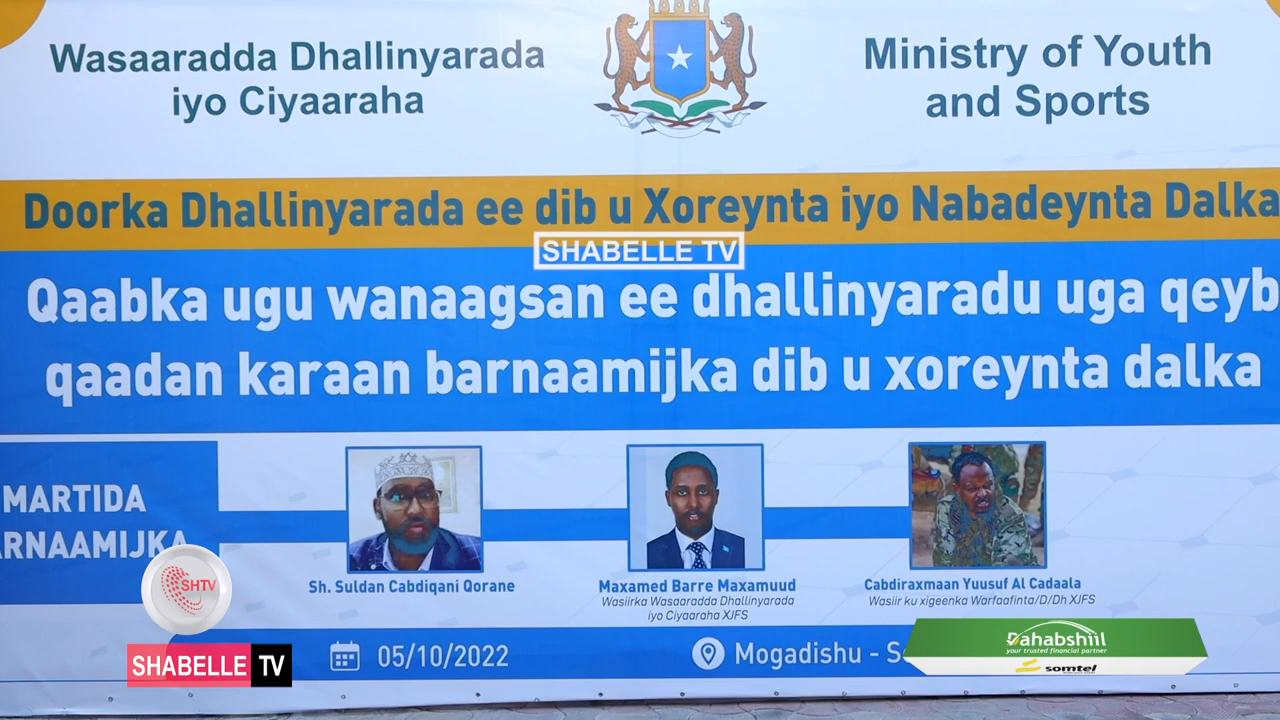 Wasaaradda Dhallinyarada
iyo Ciyaaraha
Ministry of Youth
and Sports
Doorka Dhallinyarada ee dib u Xoreynta iyo Nabadeynta Dalka
SHABELLE TV
Qaabka ugu wanaagsan ee dhallinyaradu uga qeyb
qaadan karaan barnaamijka dib u xoreynta dalka
MARTIDA
ARNAAMIJKA
Sh. Suldan Cabdiqani Qorane
Maxamed Barre Maxamuud
Wasiirka Wasaaradda Dhallinyarada
iyo Ciyaaraha XJFS
Cabdiraxmaan Yuusuf Al Cadaala
Wasiir ku xigeenka Warfaafinta/D/Dh XJFS
05/10/2022
Mogadishu - S
SHTV
SHABELLE TV
Dahabshiil
your trusted financial partner
somtel